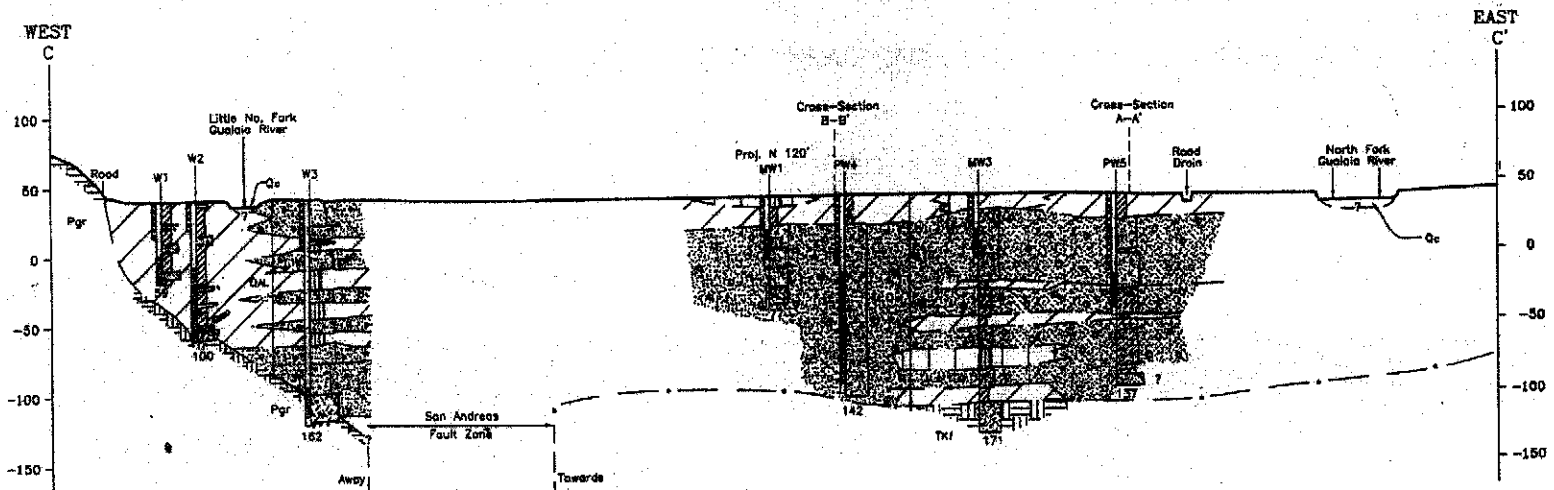 WEST
C
EAST
C'
Cross-Section
B-B'
Cross-Section
A-A'
Little No. Fork
Gualala River
Proj. N 120'
Road
W1
W2
Qc
W3
MW1
PW4
MW3
PW5
Road
Drain
North Fork
Gualala River
100
50
0
-50
-100
-150
100
50
0
-50
-100
-150
Pgr
?
?
Qc
QAL
100
Pgr
162
142
TKf
171
137
?
San Andreas
Fault Zone
Away
Towards